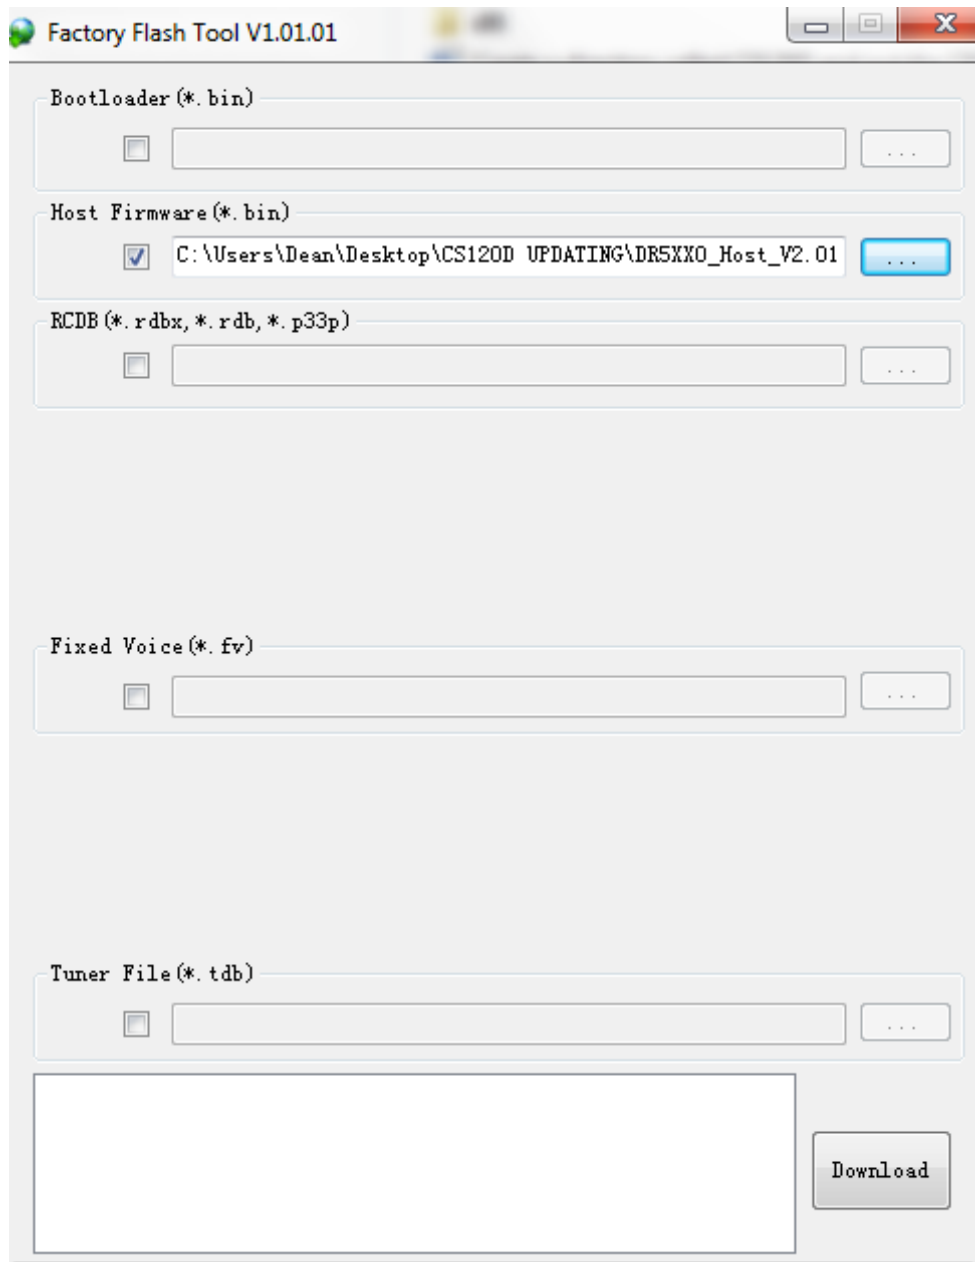 Factory Flash Tool V1.01.01
Bootloader(*.bin)
...
Host Firmware(*.bin)
C:\Users\Dean\Desktop\CS120D UPDATING\DR5XX0_Host_V2.01
...
RCDB(*.rdbx,*.rdb,*.p33p)
...
Fixed Voice(*.fv)
...
Tuner File(*.tdb)
...
Download